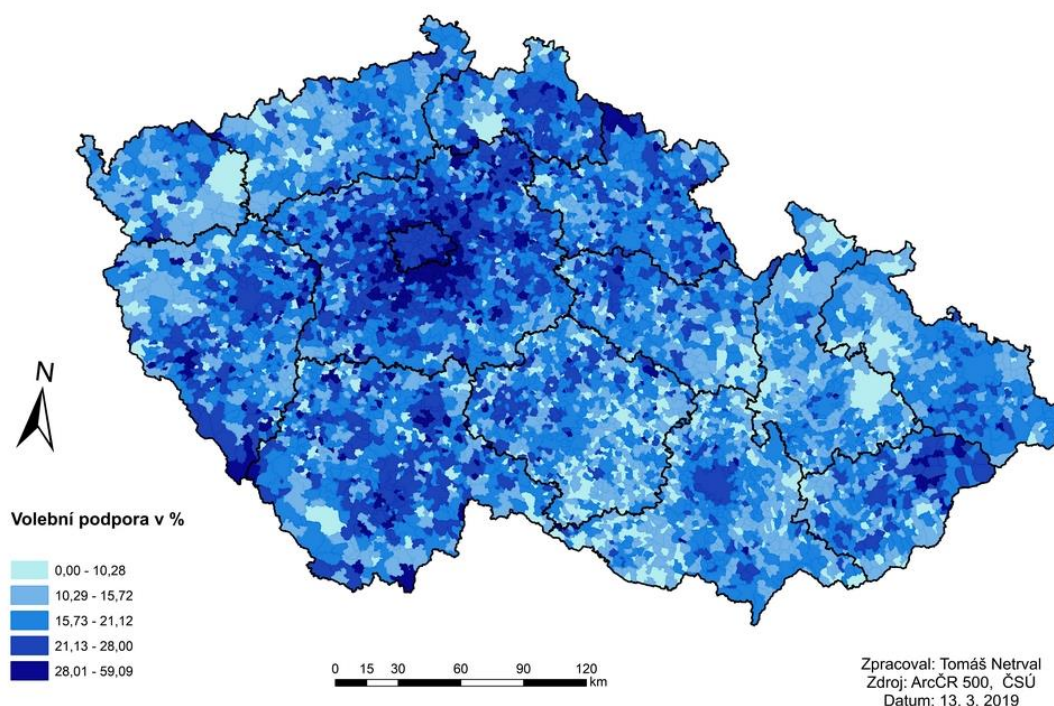 N
Volební podpora v %
0,00 - 10,28
10,29 - 15,72
15,73 - 21,12
21,13 - 28,00
28,01 - 59,09
0 15 30 60 90 120
km
Zpracoval: Tomáš Netrval
Zdroj: ArcČR 500, ČSÚ
Datum: 13. 3. 2019